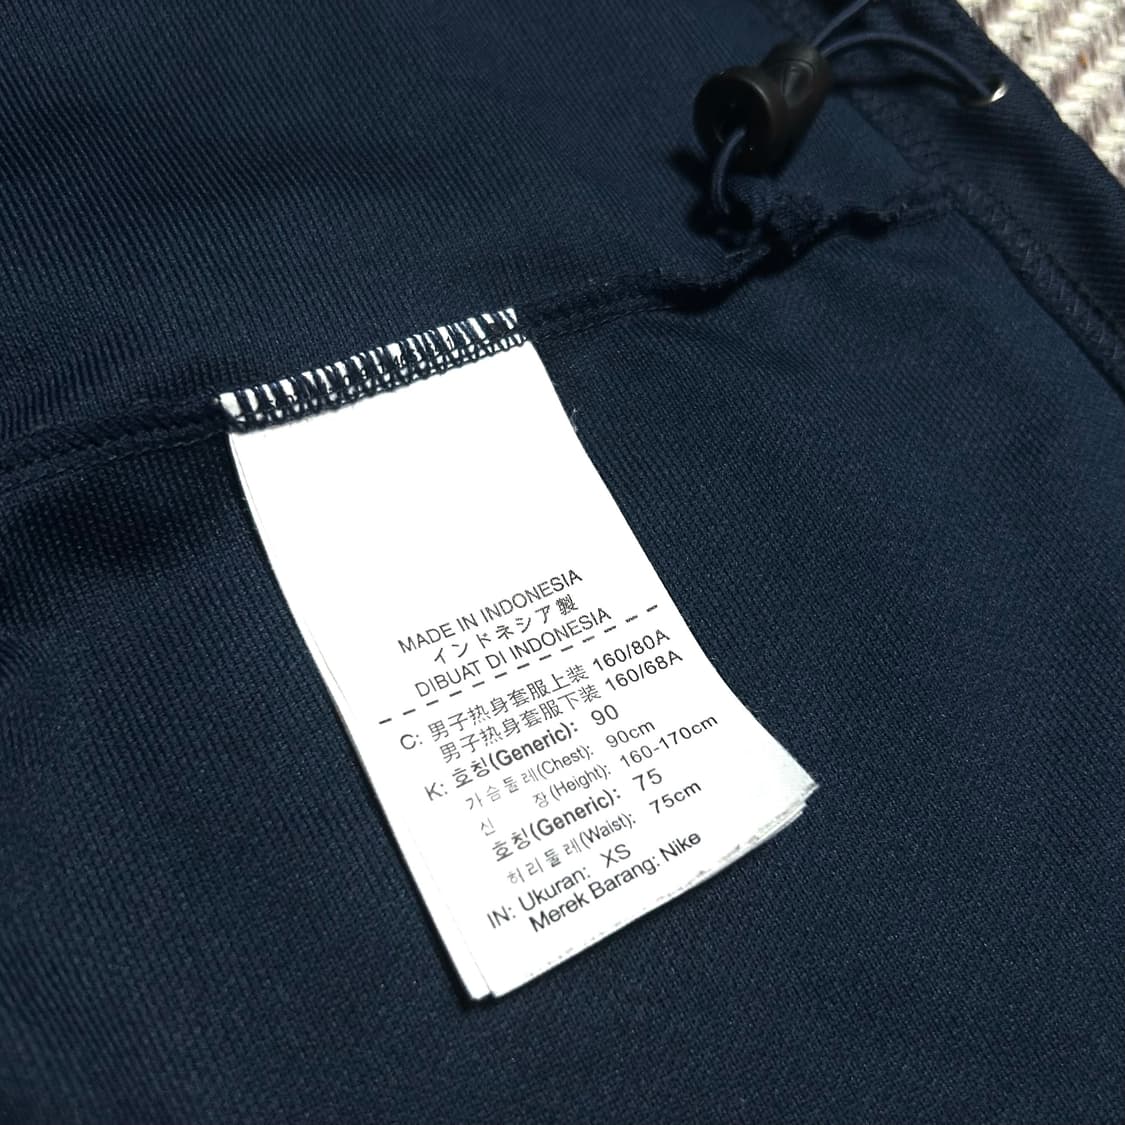 MADE IN INDONESIA
インドネシア製
DIBUAT DI INDONESIA
C: 男子热身套服上装 160/80A
男子热身套服下装 160/68A
K: 호칭(Generic): 90
가슴둘레(Chest): 90cm
신 장(Height): 160-170cm
호칭(Generic): 75
허리둘레(Waist): 75cm
IN: Ukuran: XS
Merek Barang: Nike